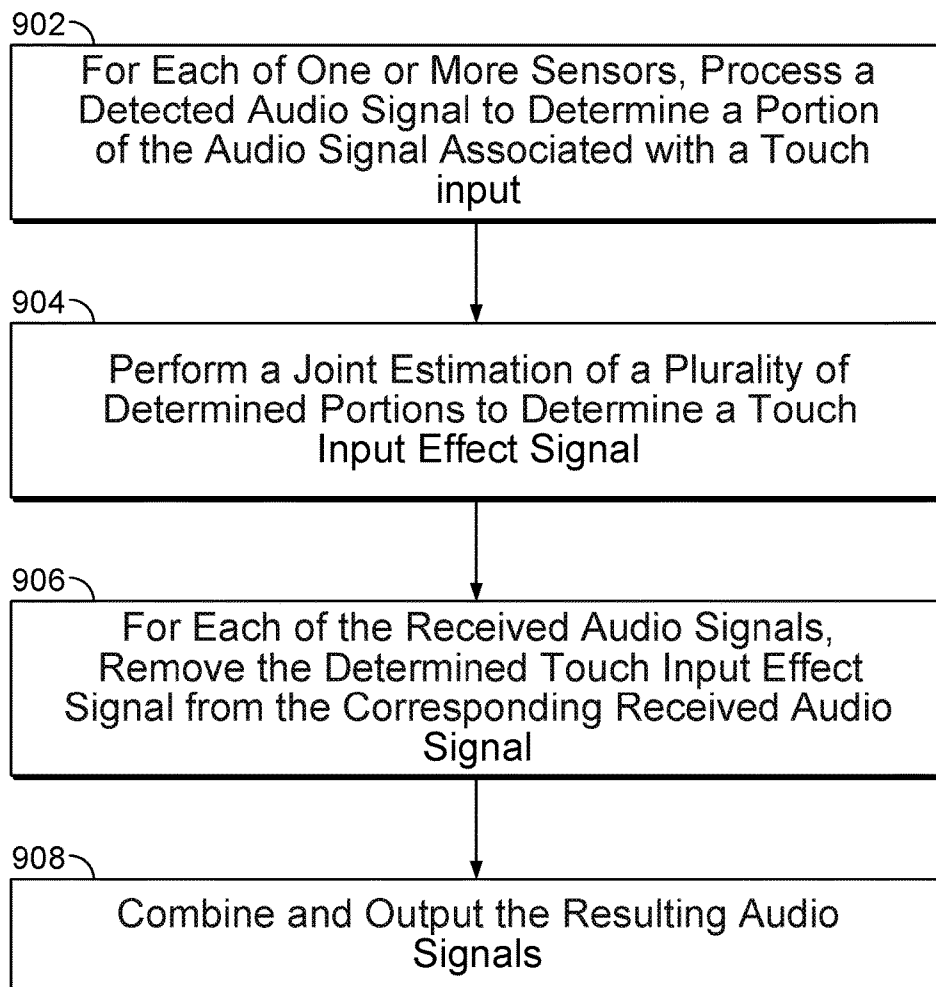 902
For Each of One or More Sensors, Process a
Detected Audio Signal to Determine a Portion
of the Audio Signal Associated with a Touch
input
904
Perform a Joint Estimation of a Plurality of
Determined Portions to Determine a Touch
Input Effect Signal
906
For Each of the Received Audio Signals,
Remove the Determined Touch Input Effect
Signal from the Corresponding Received Audio
Signal
908
Combine and Output the Resulting Audio
Signals